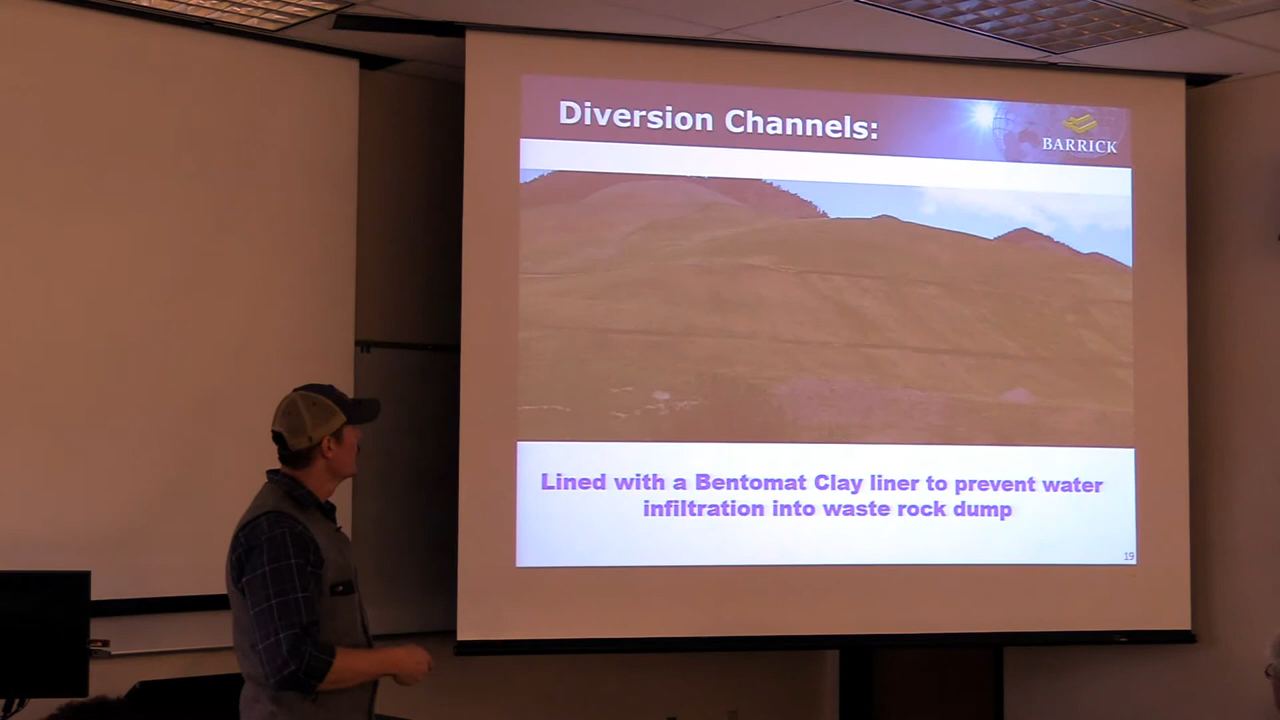 Diversion Channels:
BARRICK
Lined with a Bentomat Clay liner to prevent water
infiltration into waste rock dump
19